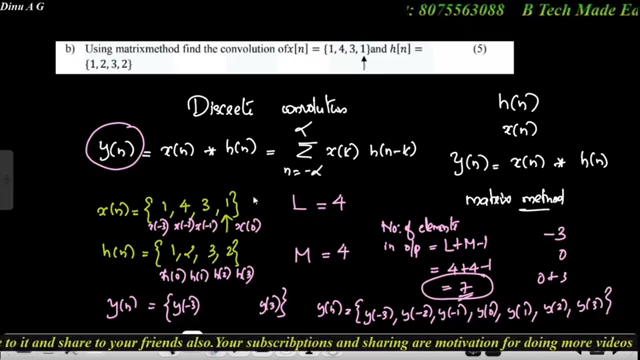 Dinu A G
: 8075563088 B Tech Made Ea
b) Using matrixmethod find the convolution of x[n] = {1, 4, 3, 1} and h[n] = (5)
{1, 2, 3, 2}
↑
Discrete convolution
h(n)
x(n)
α
y(n) = x(n) * h(n) = Σ x(k) h(n-k)
n=-α
y(n) = x(n) * h(n)
matrix method
x(n) = { 1, 4, 3, 1 } L = 4
x(-3) x(-2) x(-1) ↑ x(0)
h(n) = { 1, 2, 3, 2 } M = 4
h(0) h(1) h(2) h(3)
No: of elements
in o/p = L+M-1
= 4+4-1
= 7
-3
0
0+3
y(n) = { y(-3) y(3) }
y(n) = { y(-3), y(-2), y(-1), y(0), y(1), y(2), y(3) }
e to it and share to your friends also.Your subscribptions and sharing are motivation for doing more videos